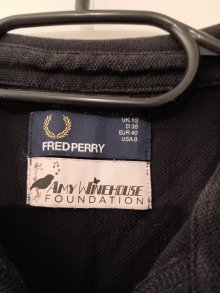 UK 12
D 38
EUR 40
USA 8
FRED PERRY
AMY WINEHOUSE
FOUNDATION